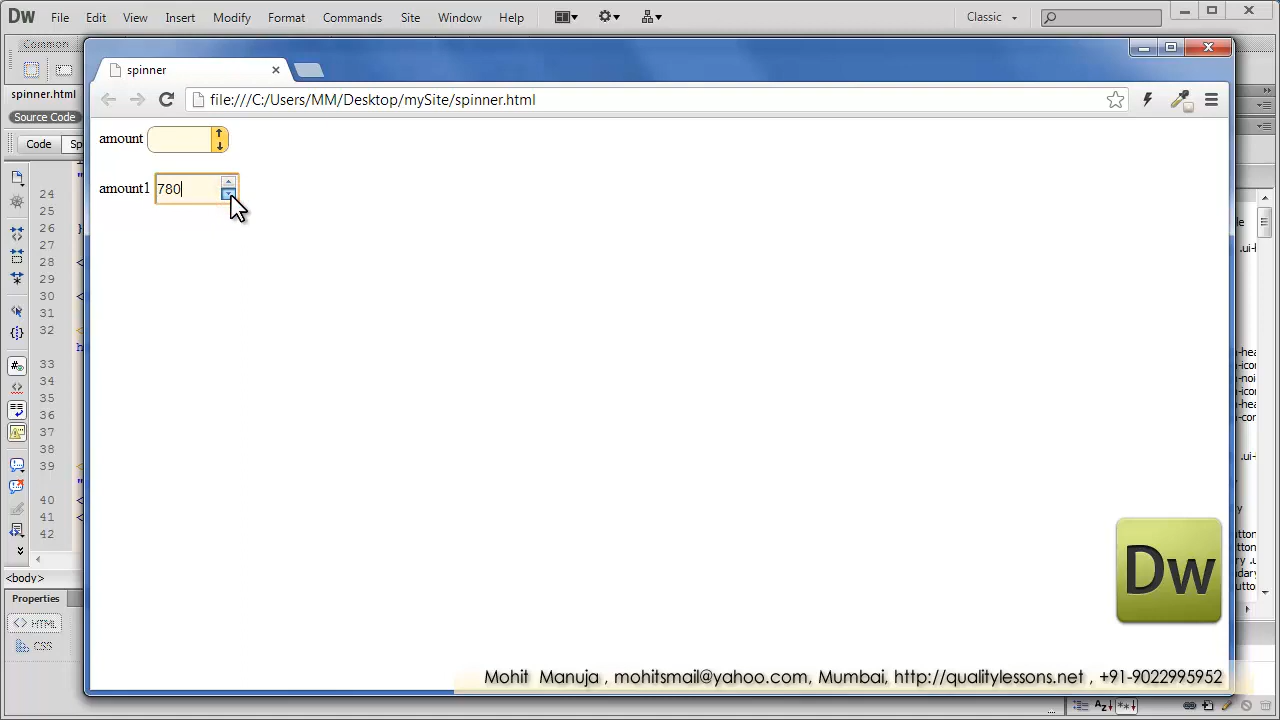 Dw File Edit View Insert Modify Format Commands Site Window Help Classic
spinner
spinner.html
file:///C:/Users/MM/Desktop/mySite/spinner.html
Source Code
Code
amount
amount1 780
24
25
26
27
28
29
30
31
32
33
34
35
36
37
38
39
40
41
42
<body>
Properties
<> HTML
CSS
Dw
Mohit Manuja , mohitsmail@yahoo.com, Mumbai, http://qualitylessons.net , +91-9022995952